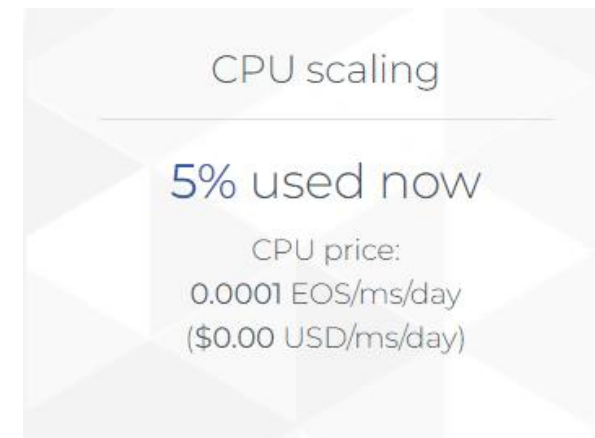 CPU scaling
5% used now
CPU price:
0.0001 EOS/ms/day
($0.00 USD/ms/day)